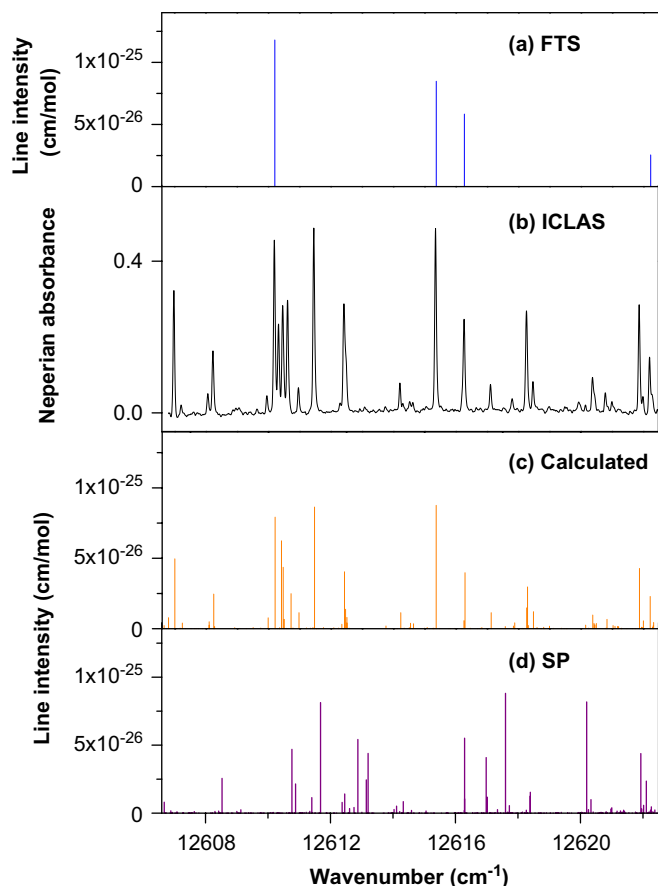 (a) FTS
Line intensity
(cm/mol)
1x10-25
5x10-26
0
(b) ICLAS
Neperian absorbance
0.4
0.0
(c) Calculated
1x10-25
5x10-26
0
Line intensity (cm/mol)
(d) SP
1x10-25
5x10-26
0
12608 12612 12616 12620
Wavenumber (cm-1)